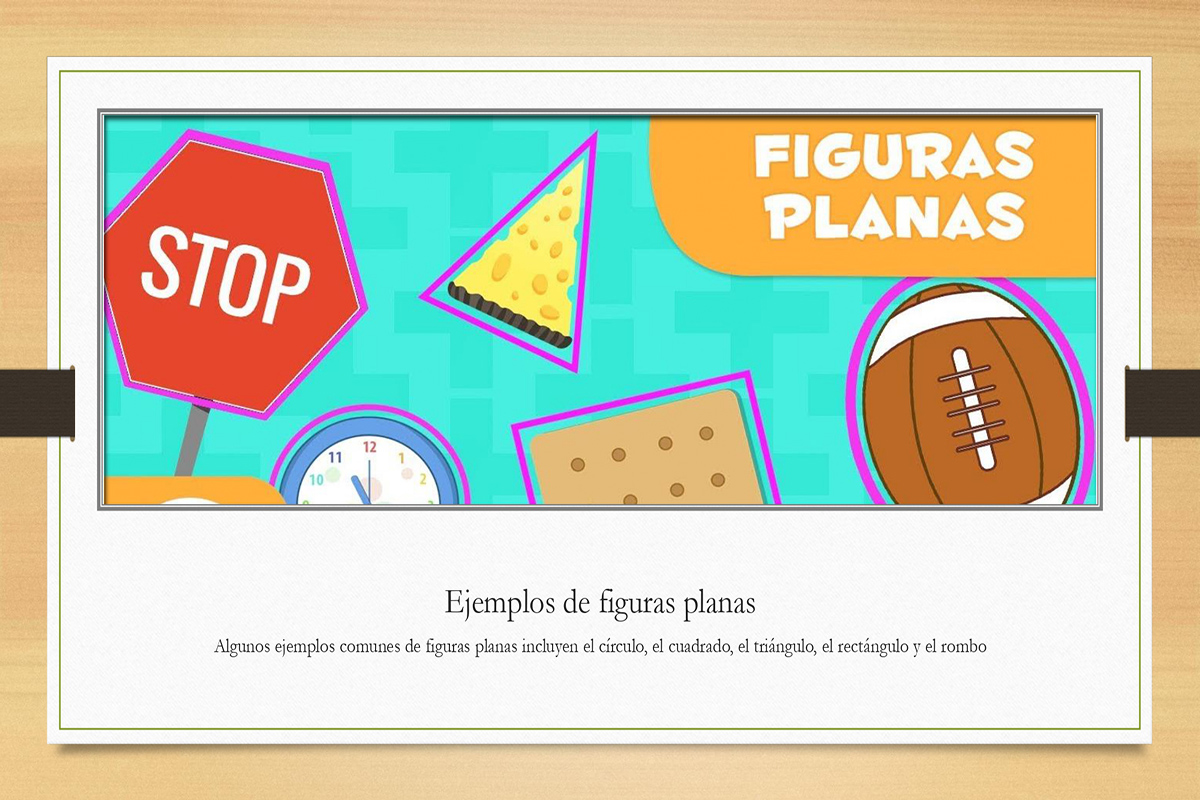 FIGURAS
PLANAS
STOP
12
11
1
10
2
Ejemplos de figuras planas
Algunos ejemplos comunes de figuras planas incluyen el círculo, el cuadrado, el triángulo, el rectángulo y el rombo